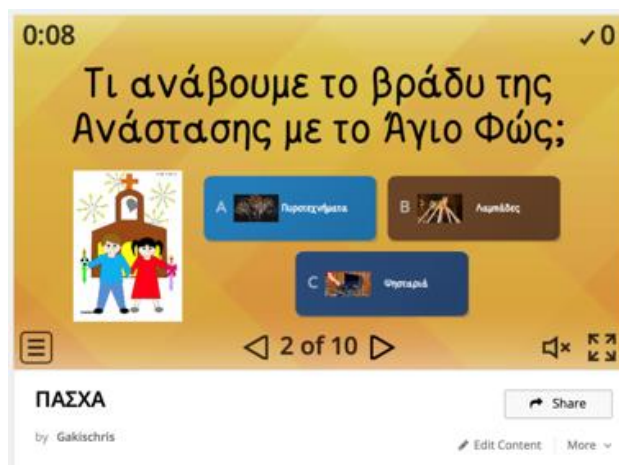 0:08
✓ 0
Τι ανάβουμε το βράδυ της
Ανάστασης με το Άγιο Φώς;
A Πυροτεχνήματα
B Λαμπάδες
C Ψησταριά
2 of 10
ΠΑΣΧΑ
Share
by Gakischris
Edit Content
More